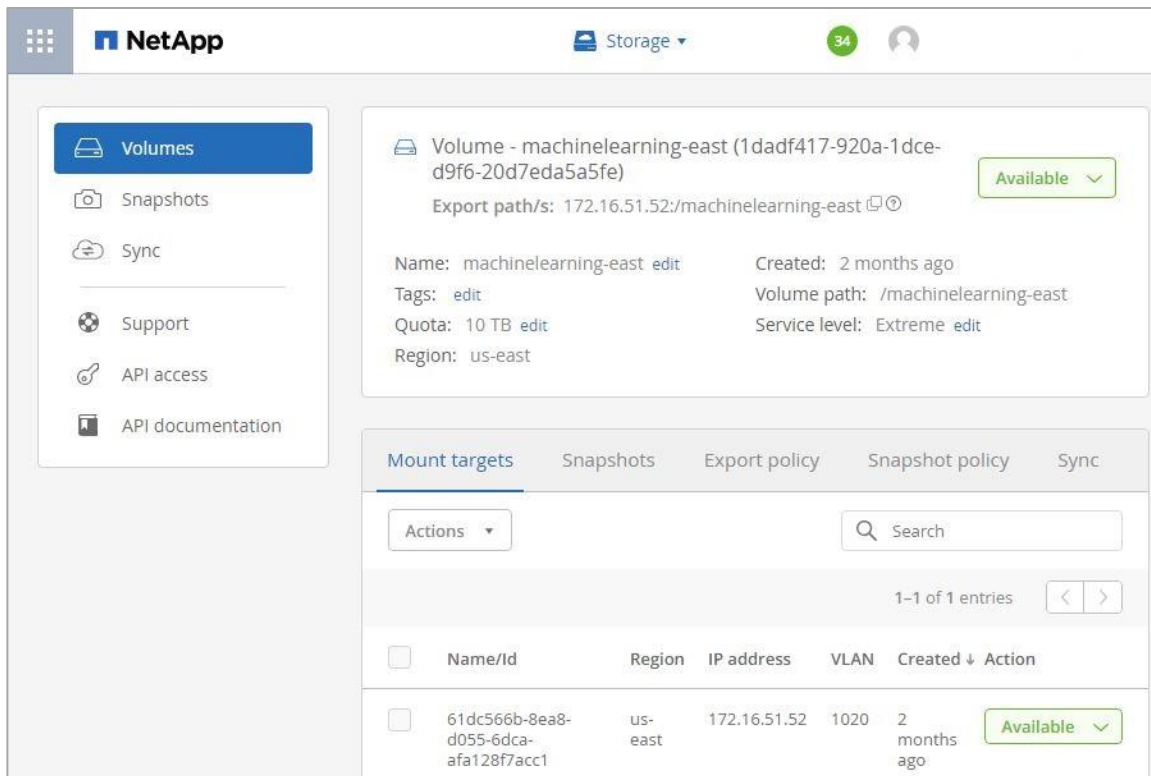 NetApp
Storage
34
Volumes
Snapshots
Sync
Support
API access
API documentation
Volume - machinelearning-east (1dadf417-920a-1dce-
d9f6-20d7eda5a5fe)
Available
Export path/s: 172.16.51.52:/machinelearning-east
Name: machinelearning-east edit
Created: 2 months ago
Tags: edit
Volume path: /machinelearning-east
Quota: 10 TB edit
Service level: Extreme edit
Region: us-east
Mount targets Snapshots Export policy Snapshot policy Sync
Actions
Search
1–1 of 1 entries
Name/Id Region IP address VLAN Created Action
61dc566b-8ea8-
d055-6dca-
afa128f7acc1
us-
east
172.16.51.52
1020
2
months
ago
Available